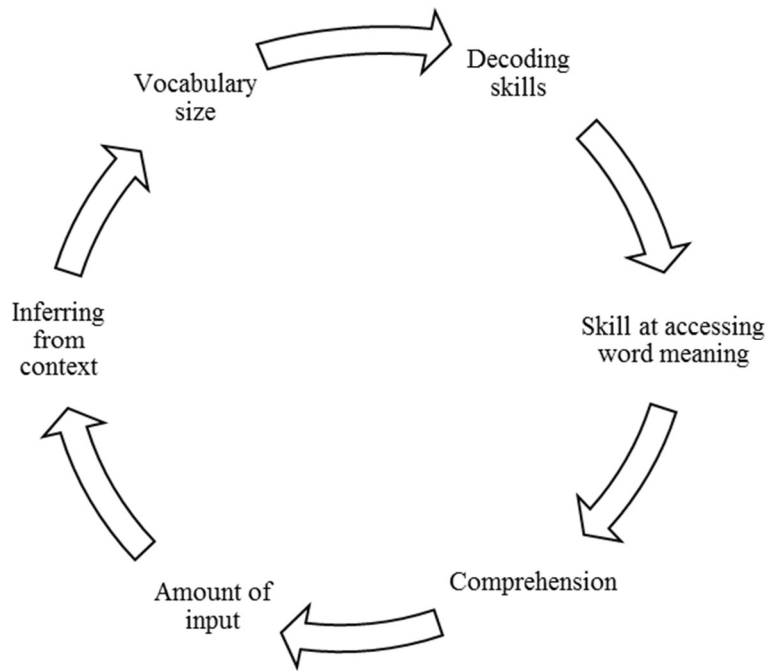 Vocabulary
size
Decoding
skills
Skill at accessing
word meaning
Comprehension
Amount of
input
Inferring
from
context